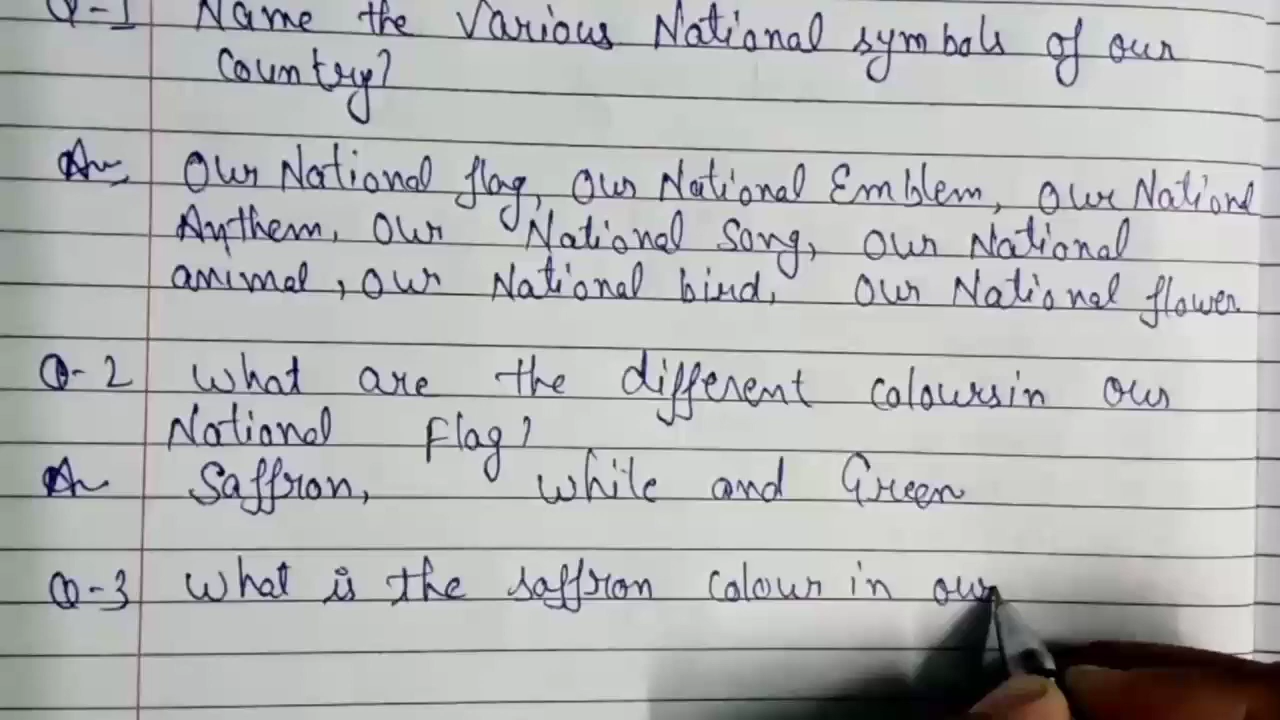 Q-1 Name the Various National symbols of our
Country?
Ans Our National flag, our National Emblem, our National
Anthem, our National Song, our National
animal, our National bird, our National flower
Q-2 What are the different coloursin our
National Flag?
An Saffron, while and Green
Q-3 What is the saffron colour in our